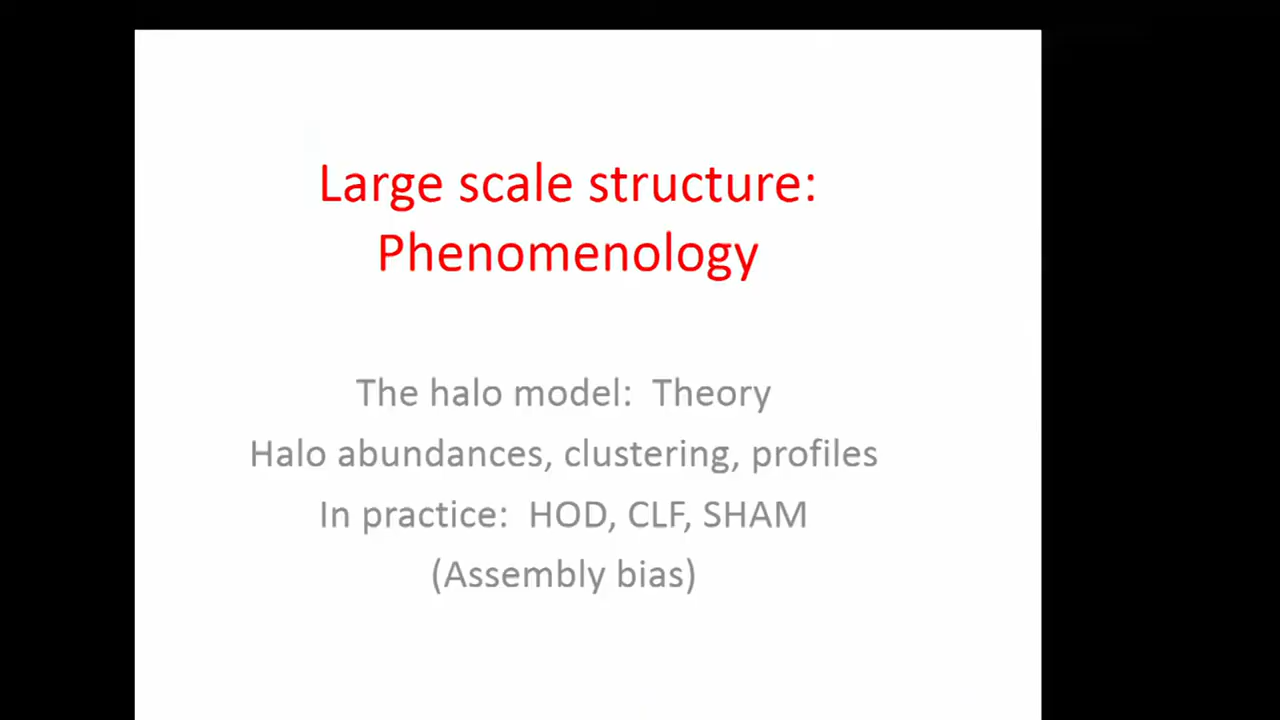 Large scale structure:
Phenomenology
The halo model:  Theory
Halo abundances, clustering, profiles
In practice:  HOD, CLF, SHAM
(Assembly bias)